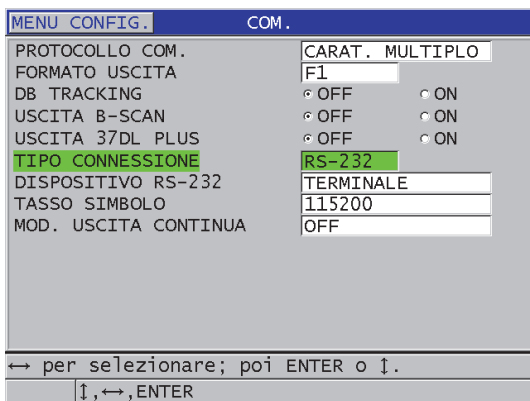 MENU CONFIG. COM.
PROTOCOLLO COM. CARAT. MULTIPLO
FORMATO USCITA F1
DB TRACKING OFF ON
USCITA B-SCAN OFF ON
USCITA 37DL PLUS OFF ON
TIPO CONNESSIONE RS-232
DISPOSITIVO RS-232 TERMINALE
TASSO SIMBOLO 115200
MOD. USCITA CONTINUA OFF
↔ per selezionare; poi ENTER o ↕.
↕,↔,ENTER